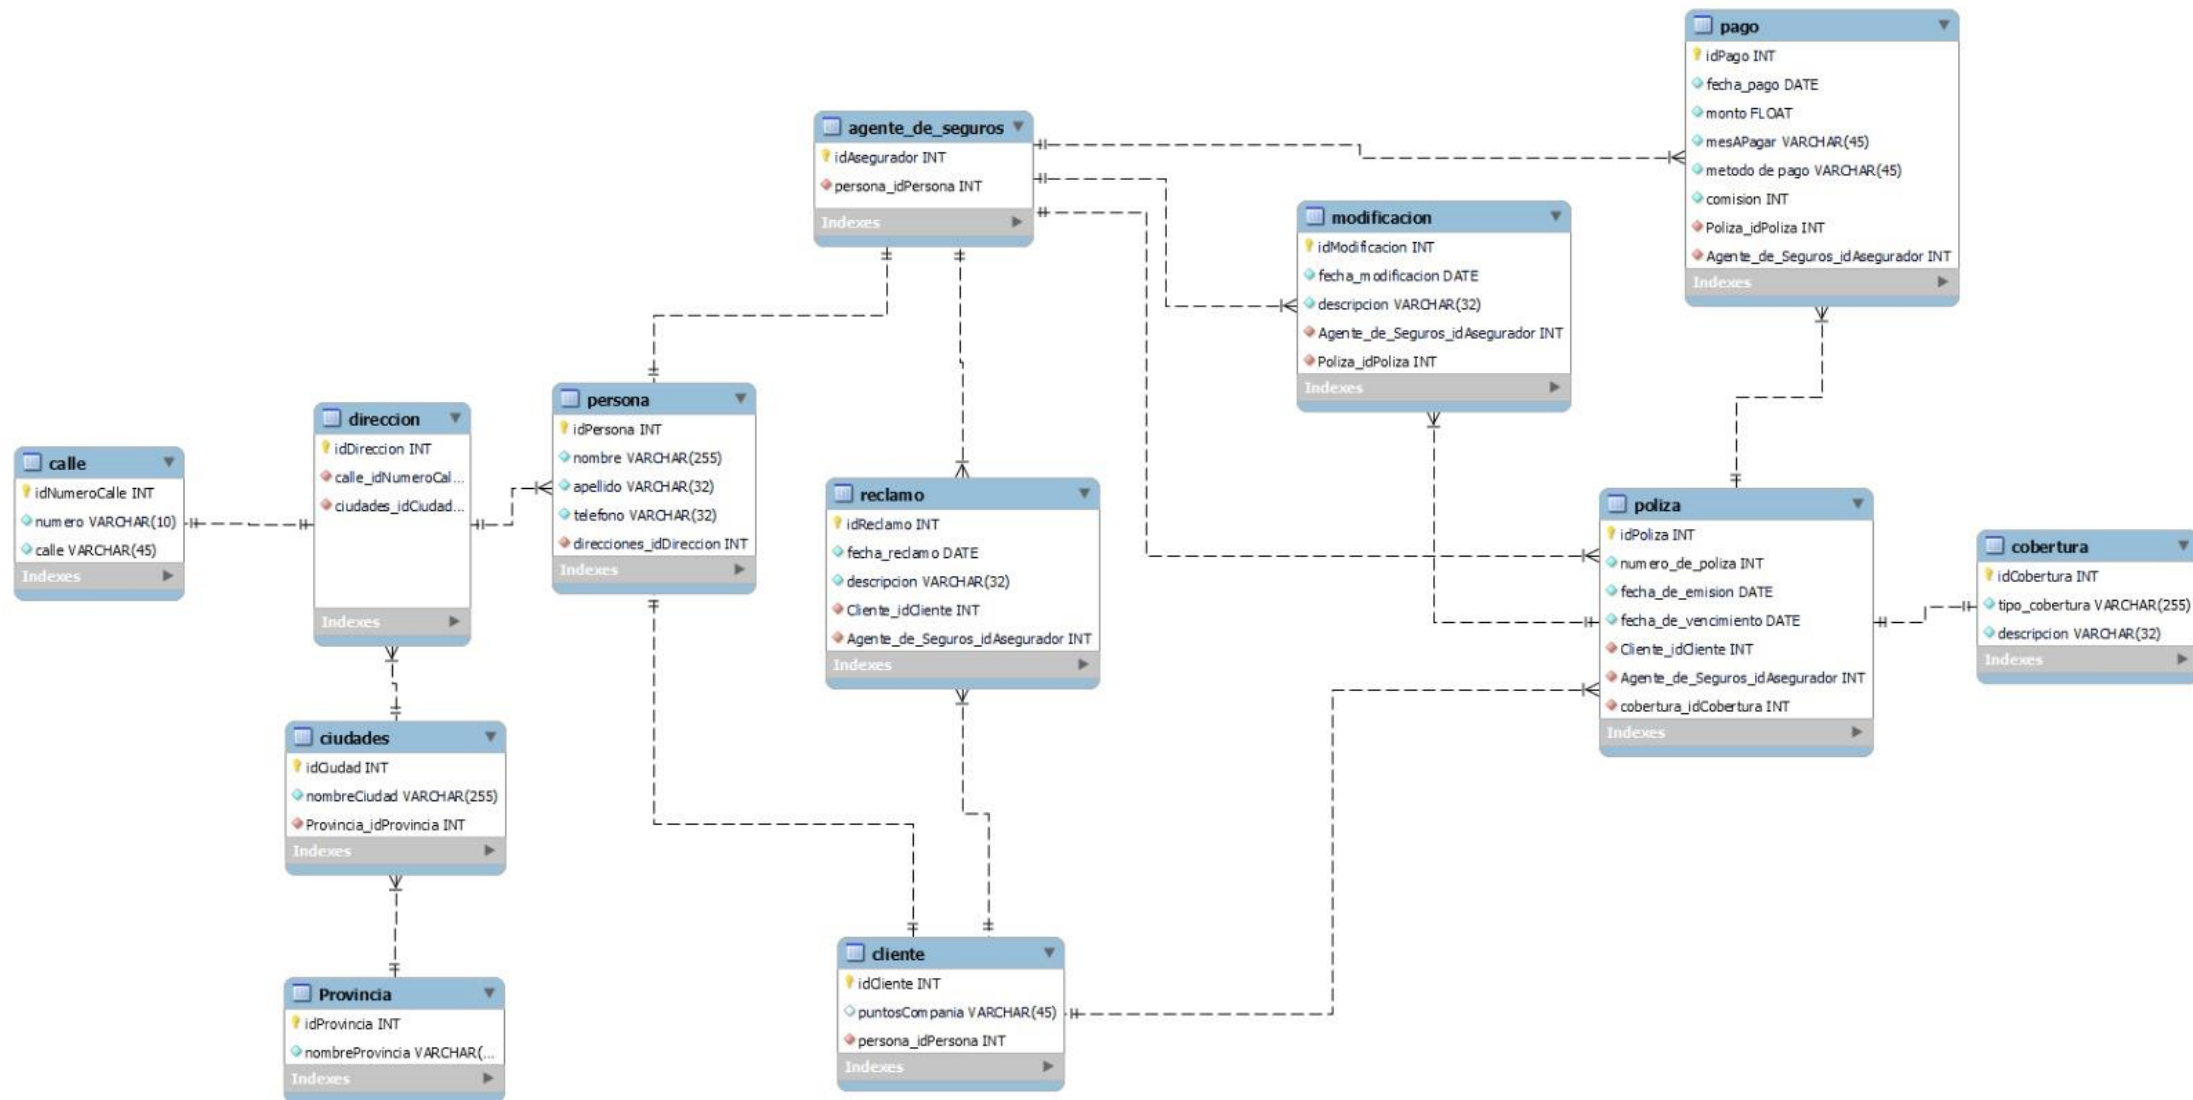 pago
idPago INT
fecha_pago DATE
monto FLOAT
mesAPagar VARCHAR(45)
metodo de pago VARCHAR(45)
comision INT
Poliza_idPoliza INT
Agente_de_Seguros_idAsegurador INT
Indexes
agente_de_seguros
idAsegurador INT
persona_idPersona INT
Indexes
modificacion
idModificacion INT
fecha_modificacion DATE
descripcion VARCHAR(32)
Agente_de_Seguros_idAsegurador INT
Poliza_idPoliza INT
Indexes
persona
idPersona INT
nombre VARCHAR(255)
apellido VARCHAR(32)
telefono VARCHAR(32)
direcciones_idDireccion INT
Indexes
direccion
idDireccion INT
calle_idNumeroCal...
ciudades_idCiudad...
Indexes
calle
idNumeroCalle INT
numero VARCHAR(10)
calle VARCHAR(45)
Indexes
reclamo
idReclamo INT
fecha_reclamo DATE
descripcion VARCHAR(32)
Cliente_idCliente INT
Agente_de_Seguros_idAsegurador INT
Indexes
poliza
idPoliza INT
numero_de_poliza INT
fecha_de_emision DATE
fecha_de_vencimiento DATE
Cliente_idCliente INT
Agente_de_Seguros_idAsegurador INT
cobertura_idCobertura INT
Indexes
cobertura
idCobertura INT
tipo_cobertura VARCHAR(255)
descripcion VARCHAR(32)
Indexes
ciudades
idCiudad INT
nombreCiudad VARCHAR(255)
Provincia_idProvincia INT
Indexes
cliente
idCliente INT
puntosCompania VARCHAR(45)
persona_idPersona INT
Indexes
Provincia
idProvincia INT
nombreProvincia VARCHAR(...
Indexes